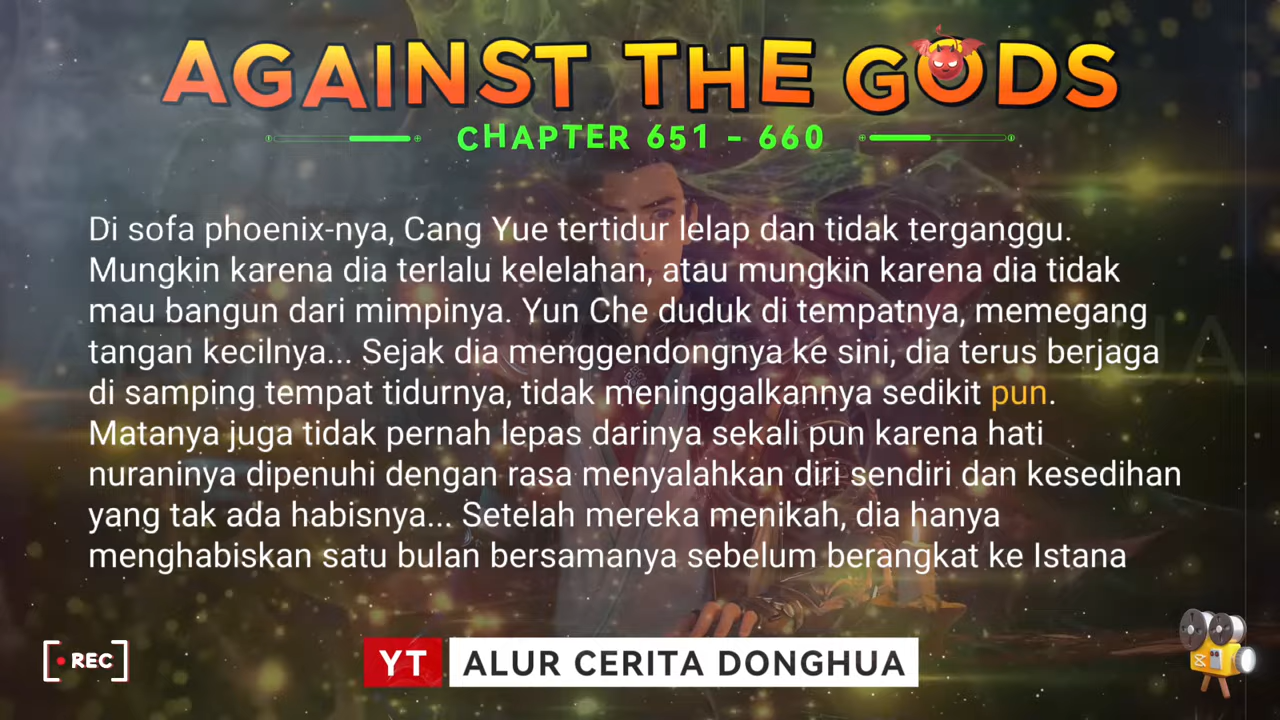 AGAINST THE GODS
CHAPTER 651 - 660
Di sofa phoenix-nya, Cang Yue tertidur lelap dan tidak terganggu.
Mungkin karena dia terlalu kelelahan, atau mungkin karena dia tidak
mau bangun dari mimpinya. Yun Che duduk di tempatnya, memegang
tangan kecilnya... Sejak dia menggendongnya ke sini, dia terus berjaga
di samping tempat tidurnya, tidak meninggalkannya sedikit pun.
Matanya juga tidak pernah lepas darinya sekali pun karena hati
nuraninya dipenuhi dengan rasa menyalahkan diri sendiri dan kesedihan
yang tak ada habisnya... Setelah mereka menikah, dia hanya
menghabiskan satu bulan bersamanya sebelum berangkat ke Istana
REC
YT ALUR CERITA DONGHUA